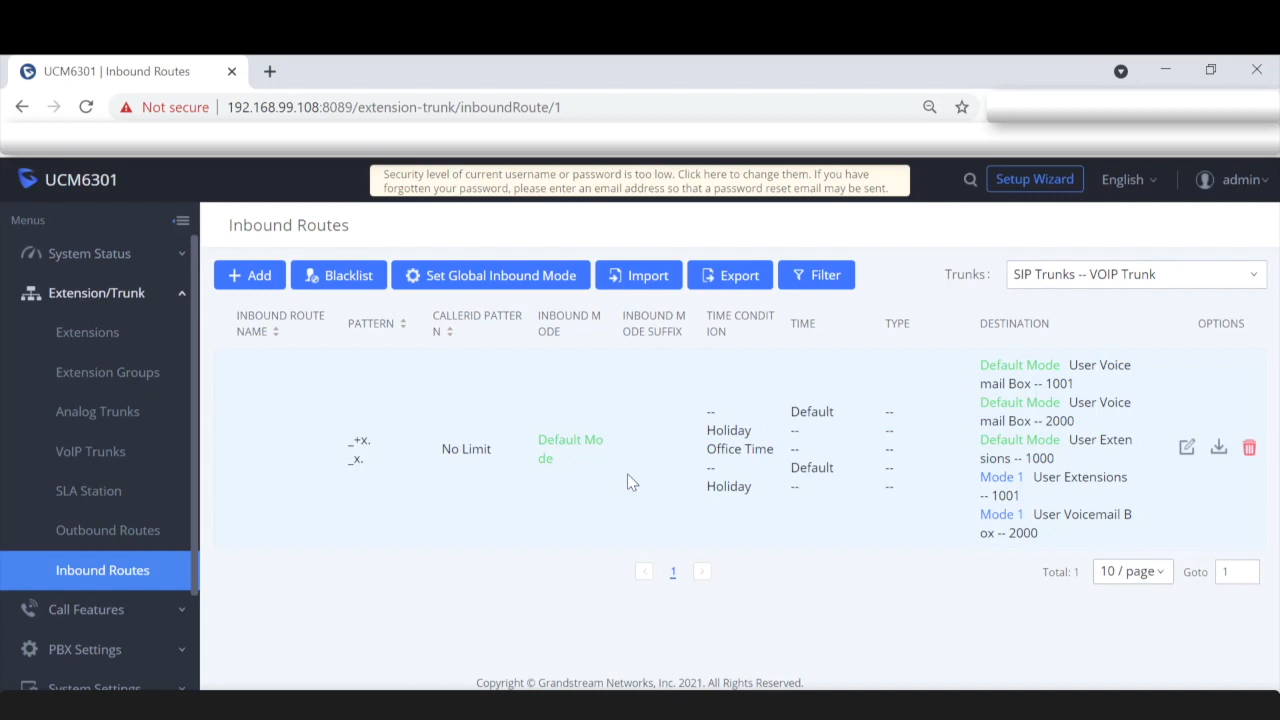 UCM6301 | Inbound Routes
Not secure
192.168.99.108:8089/extension-trunk/inboundRoute/1
UCM6301
Security level of current username or password is too low. Click here to change them. If you have
forgotten your password, please enter an email address so that a password reset email may be sent.
Setup Wizard
English
admin
Menus
System Status
Extension/Trunk
Extensions
Extension Groups
Analog Trunks
VoIP Trunks
SLA Station
Outbound Routes
Inbound Routes
Call Features
PBX Settings
System Settings
Inbound Routes
+ Add
Blacklist
Set Global Inbound Mode
Import
Export
Filter
Trunks :
SIP Trunks -- VOIP Trunk
INBOUND ROUTE
NAME
PATTERN
CALLERID PATTER
N
INBOUND M
ODE
INBOUND M
ODE SUFFIX
TIME CONDIT
ION
TIME
TYPE
DESTINATION
OPTIONS
_+x.
_x.
No Limit
Default Mo
de
--
Holiday
Office Time
--
Holiday
Default
--
--
Default
--
--
--
--
--
--
Default Mode User Voice
mail Box -- 1001
Default Mode User Voice
mail Box -- 2000
Default Mode User Exten
sions -- 1000
Mode 1 User Extensions
-- 1001
Mode 1 User Voicemail B
ox -- 2000
< 1 >
Total: 1
10 / page
Goto
1
Copyright © Grandstream Networks, Inc. 2021. All Rights Reserved.